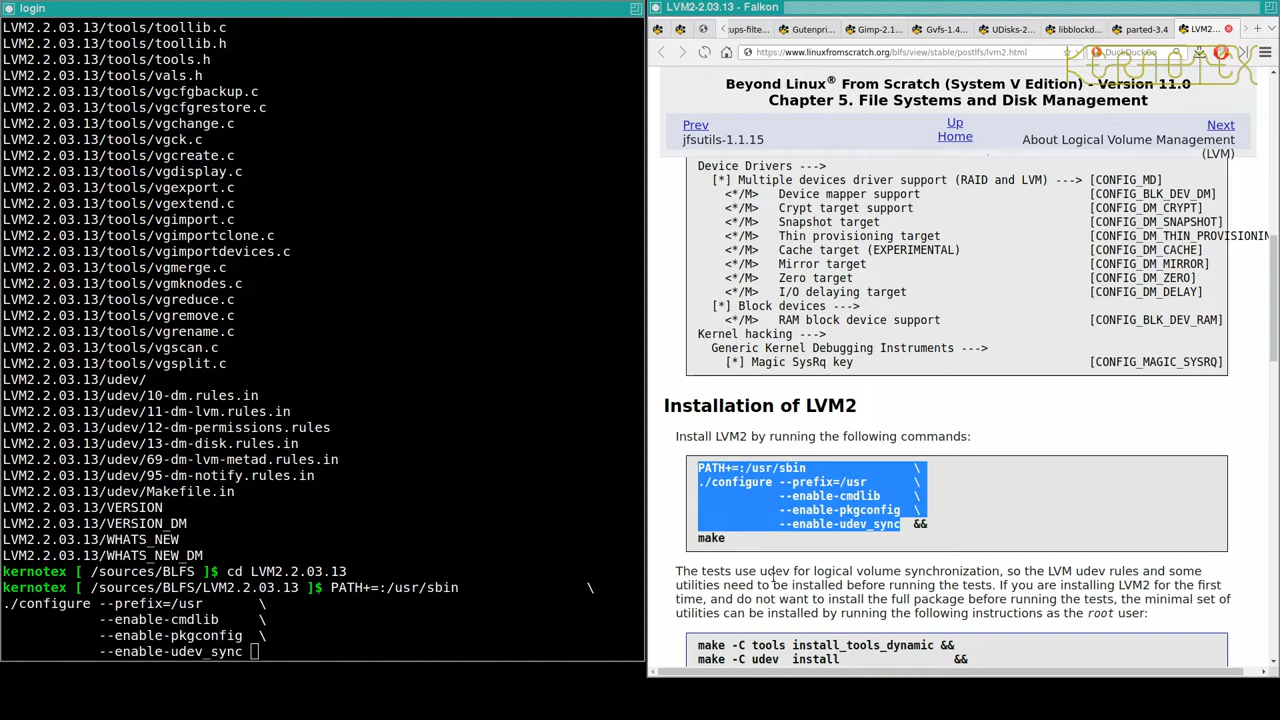 login
LVM2.2.03.13/tools/toollib.c
LVM2.2.03.13/tools/toollib.h
LVM2.2.03.13/tools/tools.h
LVM2.2.03.13/tools/vals.h
LVM2.2.03.13/tools/vgcfgbackup.c
LVM2.2.03.13/tools/vgcfgrestore.c
LVM2.2.03.13/tools/vgchange.c
LVM2.2.03.13/tools/vgck.c
LVM2.2.03.13/tools/vgcreate.c
LVM2.2.03.13/tools/vgdisplay.c
LVM2.2.03.13/tools/vgexport.c
LVM2.2.03.13/tools/vgextend.c
LVM2.2.03.13/tools/vgimport.c
LVM2.2.03.13/tools/vgimportclone.c
LVM2.2.03.13/tools/vgimportdevices.c
LVM2.2.03.13/tools/vgmerge.c
LVM2.2.03.13/tools/vgmknodes.c
LVM2.2.03.13/tools/vgreduce.c
LVM2.2.03.13/tools/vgremove.c
LVM2.2.03.13/tools/vgrename.c
LVM2.2.03.13/tools/vgscan.c
LVM2.2.03.13/tools/vgsplit.c
LVM2.2.03.13/udev/
LVM2.2.03.13/udev/10-dm.rules.in
LVM2.2.03.13/udev/11-dm-lvm.rules.in
LVM2.2.03.13/udev/12-dm-permissions.rules
LVM2.2.03.13/udev/13-dm-disk.rules.in
LVM2.2.03.13/udev/69-dm-lvm-metad.rules.in
LVM2.2.03.13/udev/95-dm-notify.rules.in
LVM2.2.03.13/udev/Makefile.in
LVM2.2.03.13/VERSION
LVM2.2.03.13/VERSION_DM
LVM2.2.03.13/WHATS_NEW
LVM2.2.03.13/WHATS_NEW_DM
kernotex [ /sources/BLFS ]$ cd LVM2.2.03.13
kernotex [ /sources/BLFS/LVM2.2.03.13 ]$ PATH+=:/usr/sbin \
./configure --prefix=/usr \
--enable-cmdlib \
--enable-pkgconfig \
--enable-udev_sync
LVM2-2.03.13 - Falkon
:ups-filte... Gutenpri... Gimp-2.1... Gvfs-1.4... UDisks-2... libblockd... parted-3.4 LVM2...
https://www.linuxfromscratch.org/blfs/view/stable/postlfs/lvm2.html DuckDuckGo
KERNOTEX
Beyond Linux® From Scratch (System V Edition) - Version 11.0
Chapter 5. File Systems and Disk Management
Prev Up Next
jfsutils-1.1.15 Home About Logical Volume Management
(LVM)
Device Drivers --->
[*] Multiple devices driver support (RAID and LVM) ---> [CONFIG_MD]
<*/M> Device mapper support [CONFIG_BLK_DEV_DM]
<*/M> Crypt target support [CONFIG_DM_CRYPT]
<*/M> Snapshot target [CONFIG_DM_SNAPSHOT]
<*/M> Thin provisioning target [CONFIG_DM_THIN_PROVISIONIN
<*/M> Cache target (EXPERIMENTAL) [CONFIG_DM_CACHE]
<*/M> Mirror target [CONFIG_DM_MIRROR]
<*/M> Zero target [CONFIG_DM_ZERO]
<*/M> I/O delaying target [CONFIG_DM_DELAY]
[*] Block devices --->
<*/M> RAM block device support [CONFIG_BLK_DEV_RAM]
Kernel hacking --->
Generic Kernel Debugging Instruments --->
[*] Magic SysRq key [CONFIG_MAGIC_SYSRQ]
Installation of LVM2
Install LVM2 by running the following commands:
PATH+=:/usr/sbin \
./configure --prefix=/usr \
--enable-cmdlib \
--enable-pkgconfig \
--enable-udev_sync &&
make
The tests use udev for logical volume synchronization, so the LVM udev rules and some
utilities need to be installed before running the tests. If you are installing LVM2 for the first
time, and do not want to install the full package before running the tests, the minimal set of
utilities can be installed by running the following instructions as the root user:
make -C tools install_tools_dynamic &&
make -C udev install &&